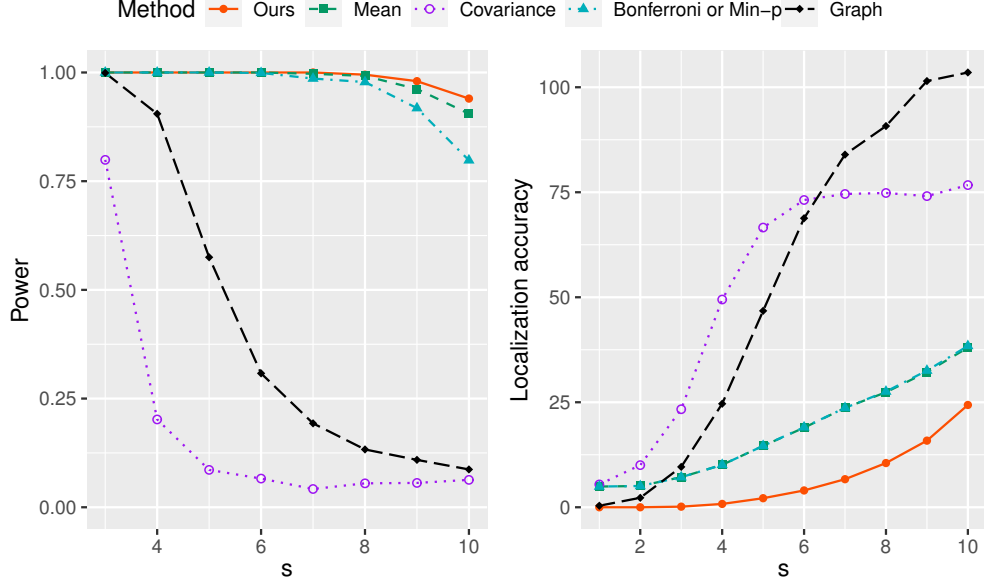 Method Ours Mean Covariance Bonferroni or Min-p Graph
Power
1.00
0.75
0.50
0.25
0.00
4 6 8 10
s
Localization accuracy
100
75
50
25
0
2 4 6 8 10
s